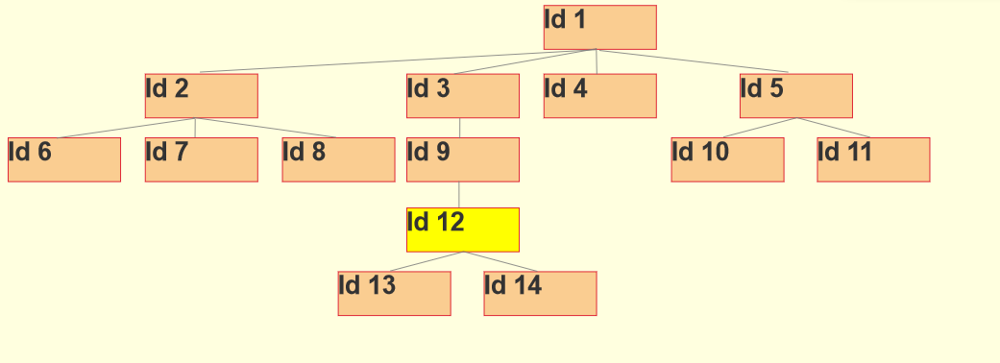 Id 1
Id 2
Id 3
Id 4
Id 5
Id 6
Id 7
Id 8
Id 9
Id 10
Id 11
Id 12
Id 13
Id 14